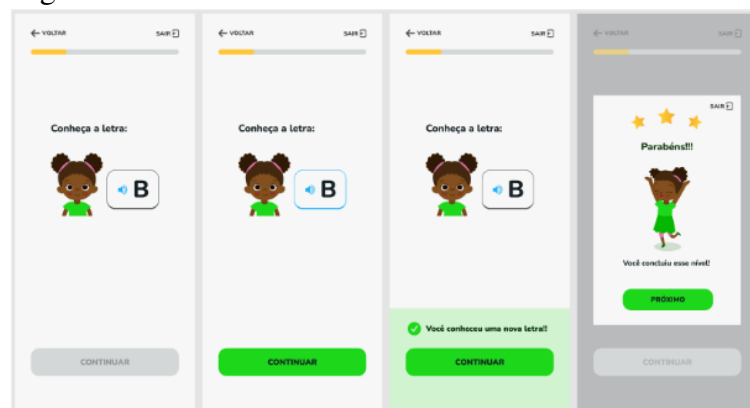 ← VOLTAR SAIR
Conheça a letra:
B
CONTINUAR
← VOLTAR SAIR
Conheça a letra:
B
CONTINUAR
← VOLTAR SAIR
Conheça a letra:
B
Você conheceu uma nova letra!!
CONTINUAR
← VOLTAR SAIR
SAIR
Parabéns!!!
Você concluiu esse nível!
PRÓXIMO
CONTINUAR